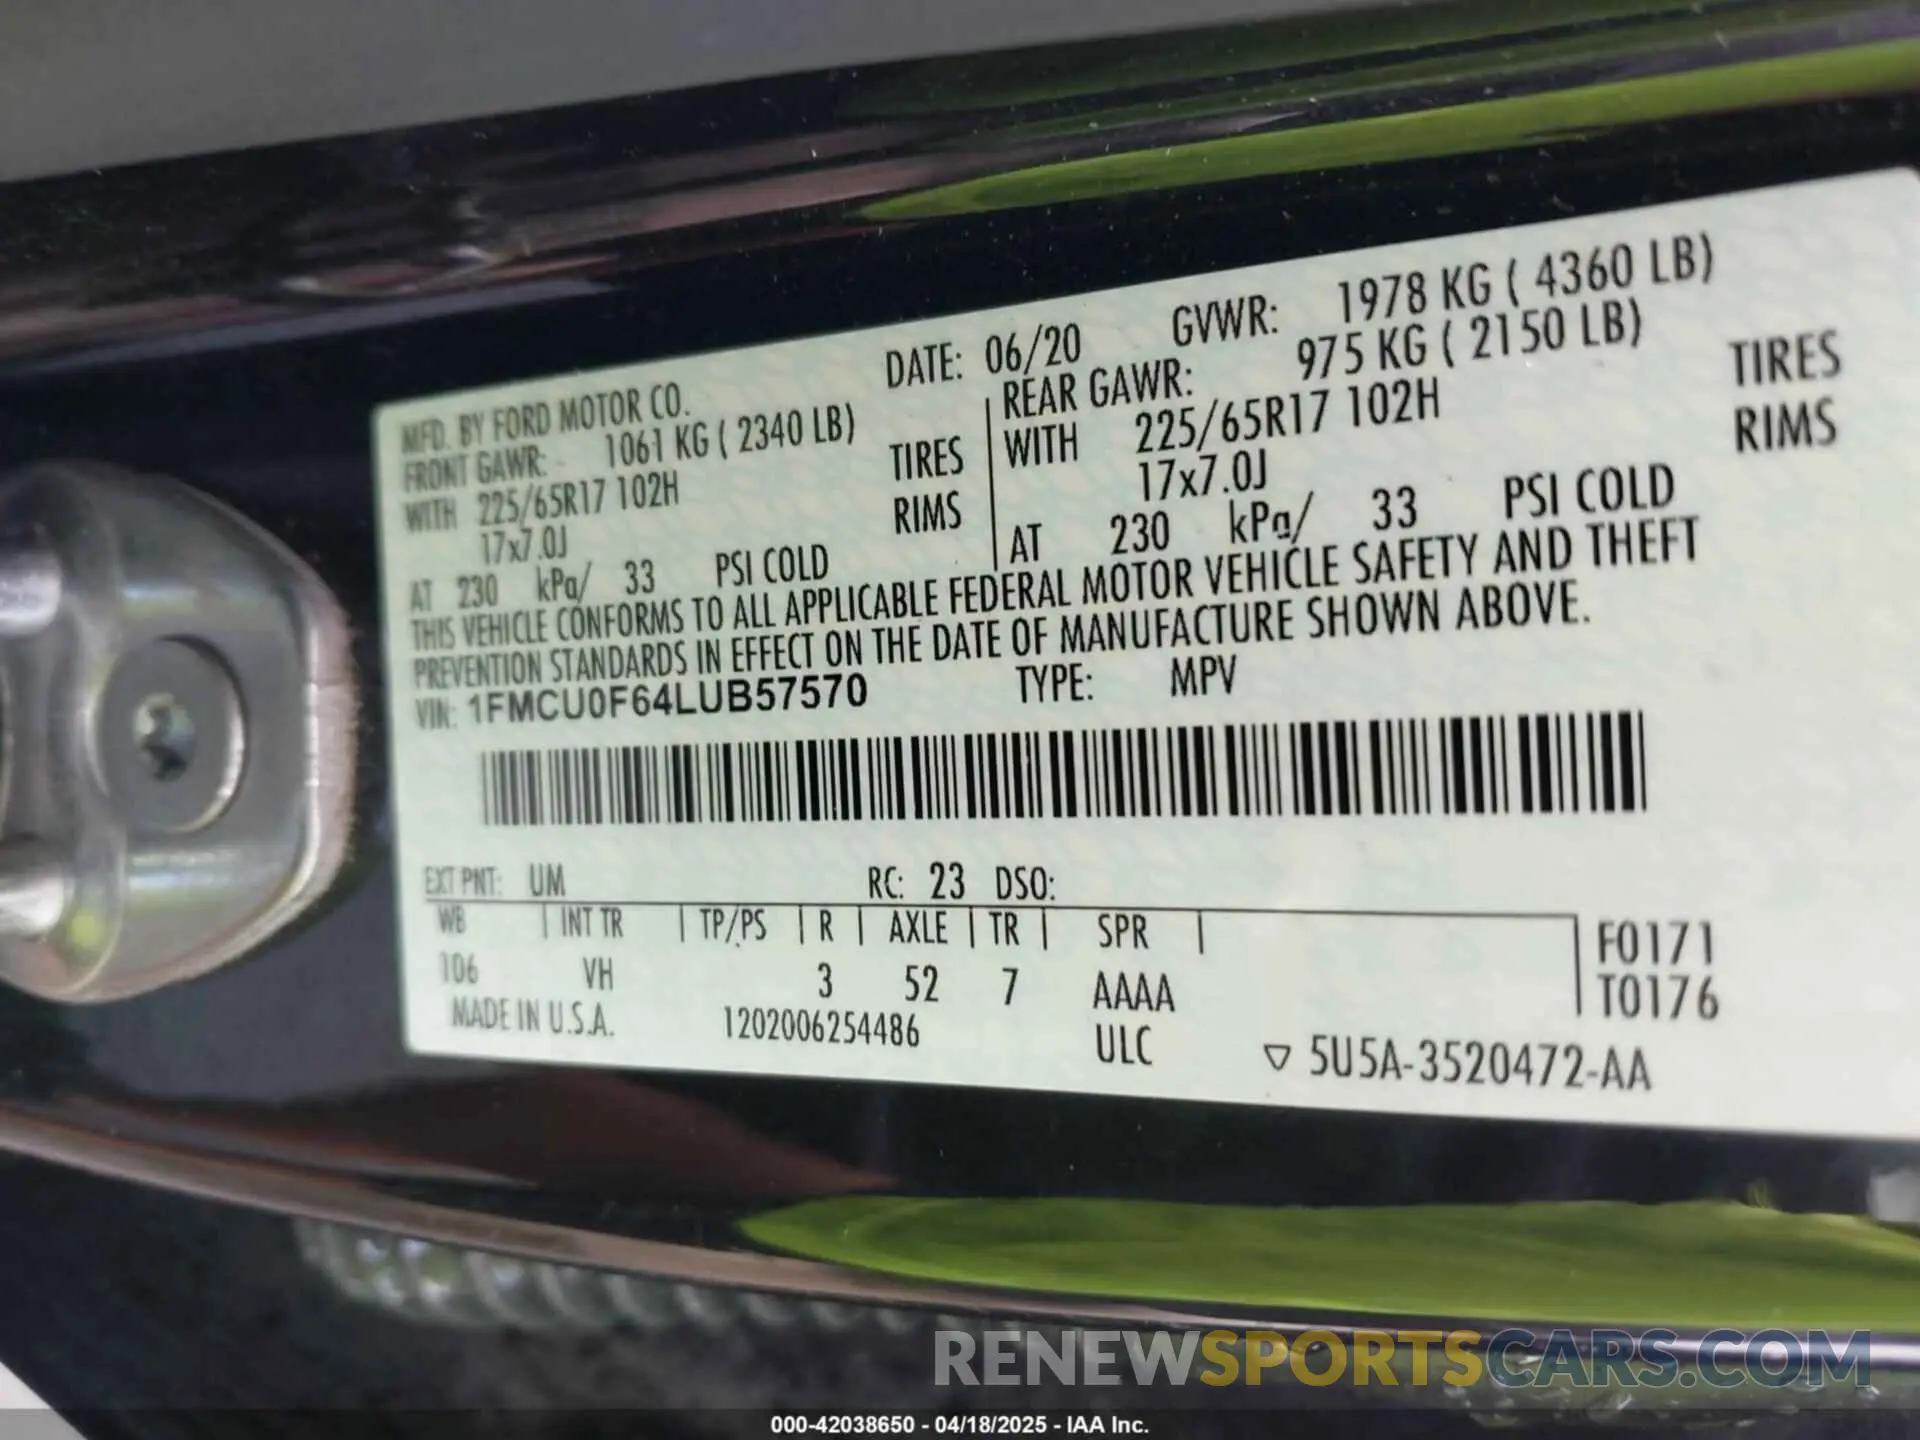 MFD. BY FORD MOTOR CO. DATE: 06/20 GVWR: 1978 KG ( 4360 LB)
FRONT GAWR: 1061 KG ( 2340 LB) REAR GAWR: 975 KG ( 2150 LB)
WITH 225/65R17 102H TIRES WITH 225/65R17 102H TIRES
17x7.0J RIMS 17x7.0J RIMS
AT 230 kPa/ 33 PSI COLD AT 230 kPa/ 33 PSI COLD
THIS VEHICLE CONFORMS TO ALL APPLICABLE FEDERAL MOTOR VEHICLE SAFETY AND THEFT
PREVENTION STANDARDS IN EFFECT ON THE DATE OF MANUFACTURE SHOWN ABOVE.
VIN: 1FMCU0F64LUB57570 TYPE: MPV
EXT PNT: UM RC: 23 DSO:
WB INT TR TP/PS R AXLE TR SPR F0171
106 VH 3 52 7 AAAA T0176
MADE IN U.S.A. 1202006254486 ULC ▽ 5U5A-3520472-AA
RENEWSPORTSCARS.COM
000-42038650 - 04/18/2025 - IAA Inc.